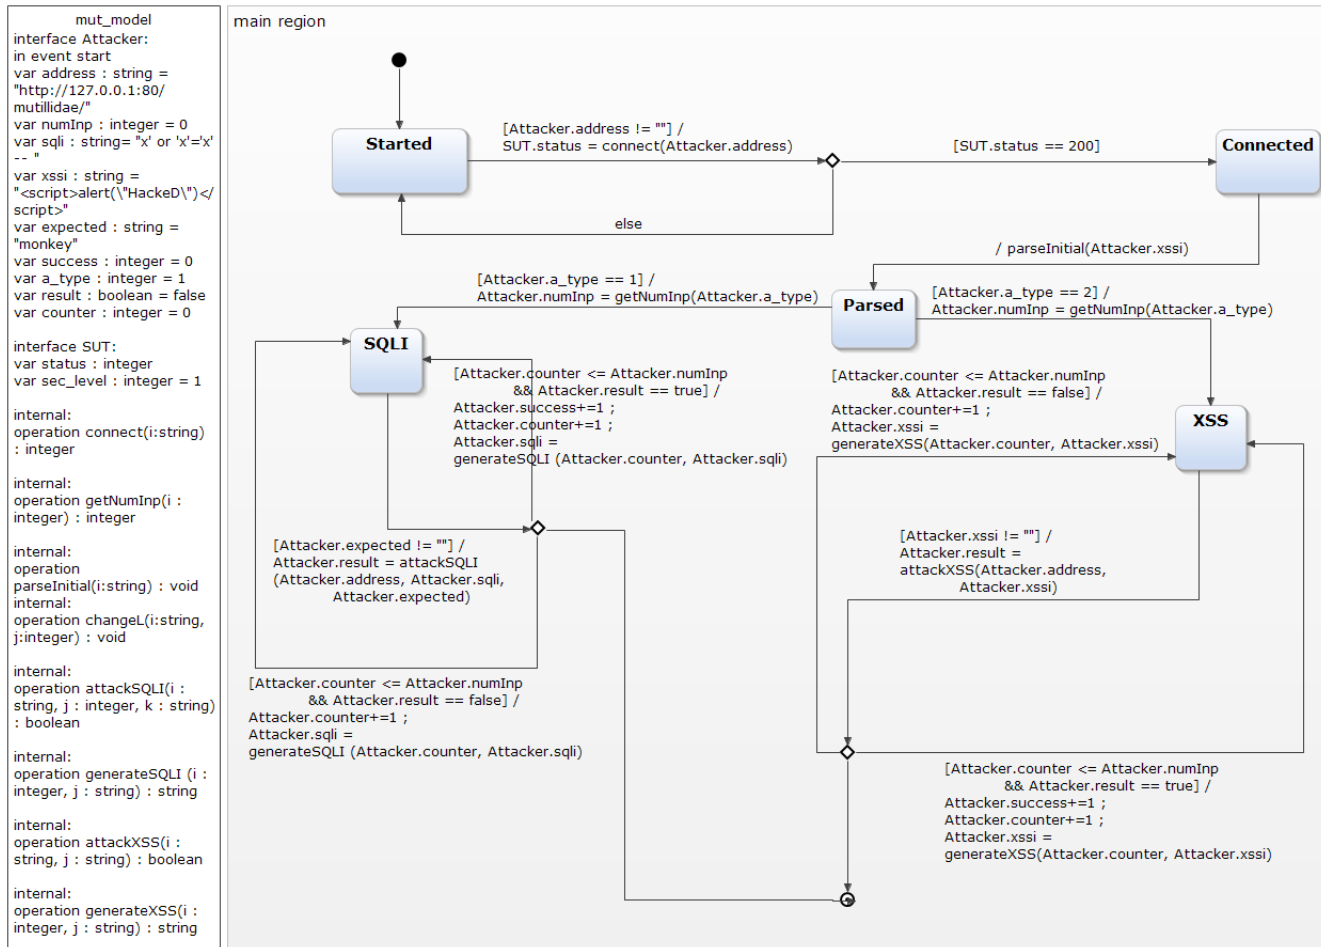 mut_model
interface Attacker:
in event start
var address : string =
"http://127.0.0.1:80/
mutillidae/"
var numInp : integer = 0
var sqli : string= "x' or 'x'='x'
-- "
var xssi : string =
"<script>alert(\"HackeD\")</
script>"
var expected : string =
"monkey"
var success : integer = 0
var a_type : integer = 1
var result : boolean = false
var counter : integer = 0
interface SUT:
var status : integer
var sec_level : integer = 1
internal:
operation connect(i:string)
: integer
internal:
operation getNumInp(i :
integer) : integer
internal:
operation
parseInitial(i:string) : void
internal:
operation changeL(i:string,
j:integer) : void
internal:
operation attackSQLI(i :
string, j : integer, k : string)
: boolean
internal:
operation generateSQLI (i :
integer, j : string) : string
internal:
operation attackXSS(i :
string, j : string) : boolean
internal:
operation generateXSS(i :
integer, j : string) : string
main region
Started
[Attacker.address != ""] /
SUT.status = connect(Attacker.address)
[SUT.status == 200]
Connected
else
/ parseInitial(Attacker.xssi)
[Attacker.a_type == 1] /
Attacker.numInp = getNumInp(Attacker.a_type)
Parsed
[Attacker.a_type == 2] /
Attacker.numInp = getNumInp(Attacker.a_type)
SQLI
[Attacker.counter <= Attacker.numInp
&& Attacker.result == true] /
Attacker.success+=1 ;
Attacker.counter+=1 ;
Attacker.sqli =
generateSQLI (Attacker.counter, Attacker.sqli)
[Attacker.counter <= Attacker.numInp
&& Attacker.result == false] /
Attacker.counter+=1 ;
Attacker.xssi =
generateXSS(Attacker.counter, Attacker.xssi)
XSS
[Attacker.expected != ""] /
Attacker.result = attackSQLI
(Attacker.address, Attacker.sqli,
Attacker.expected)
[Attacker.xssi != ""] /
Attacker.result =
attackXSS(Attacker.address,
Attacker.xssi)
[Attacker.counter <= Attacker.numInp
&& Attacker.result == false] /
Attacker.counter+=1 ;
Attacker.sqli =
generateSQLI (Attacker.counter, Attacker.sqli)
[Attacker.counter <= Attacker.numInp
&& Attacker.result == true] /
Attacker.success+=1 ;
Attacker.counter+=1 ;
Attacker.xssi =
generateXSS(Attacker.counter, Attacker.xssi)